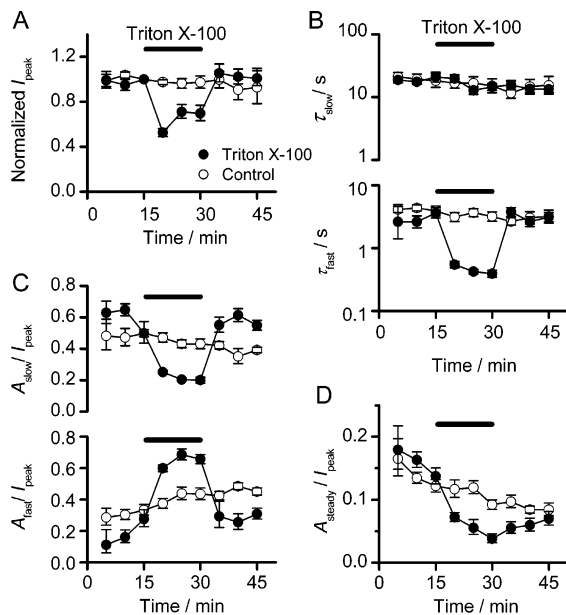 A
Triton X-100
Normalized Ipeak
1.2
0.8
0.4
0.0
Triton X-100
Control
0 15 30 45
Time / min
B
Triton X-100
τslow/ s
100
10
1
τfast/ s
10
1
0.1
0 15 30 45
Time / min
C
Aslow/ Ipeak
0.8
0.6
0.4
0.2
0.0
Afast/ Ipeak
0.8
0.6
0.4
0.2
0.0
0 15 30 45
Time / min
D
Asteady/ Ipeak
0.2
0.1
0.0
0 15 30 45
Time / min